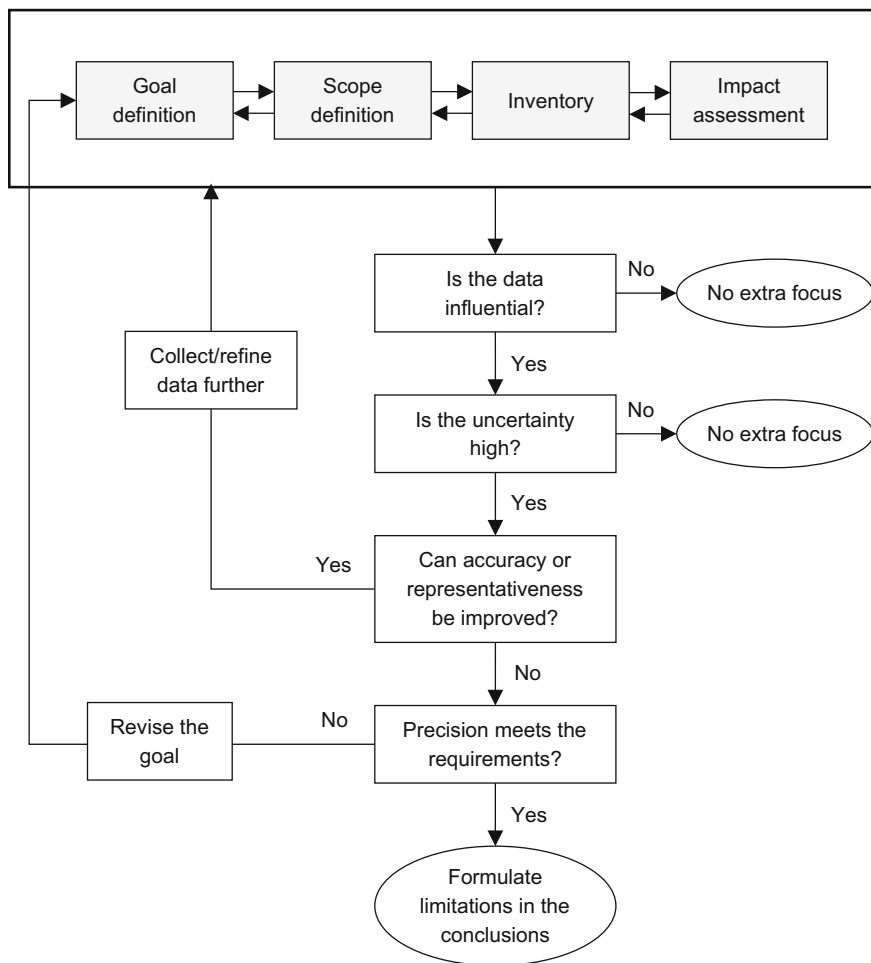 Goal
definition
Scope
definition
Inventory
Impact
assessment
Is the data
influential?
No
No extra focus
Yes
Collect/refine
data further
Is the uncertainty
high?
No
No extra focus
Yes
Can accuracy or
representativeness
be improved?
Yes
No
Precision meets the
requirements?
No
Revise the
goal
Yes
Formulate
limitations in the
conclusions